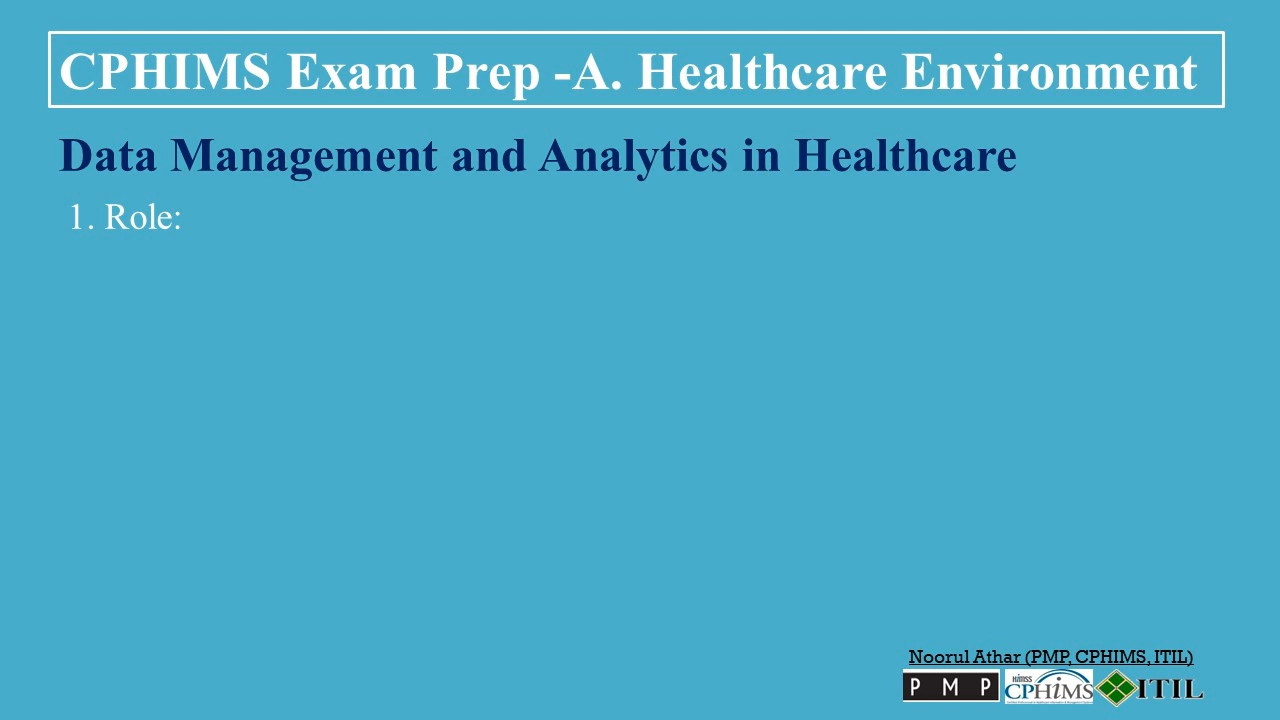 CPHIMS Exam Prep -A. Healthcare Environment
Data Management and Analytics in Healthcare
1. Role:
Noorul Athar (PMP, CPHIMS, ITIL)
PMP HIMSS CPHIMS ITIL